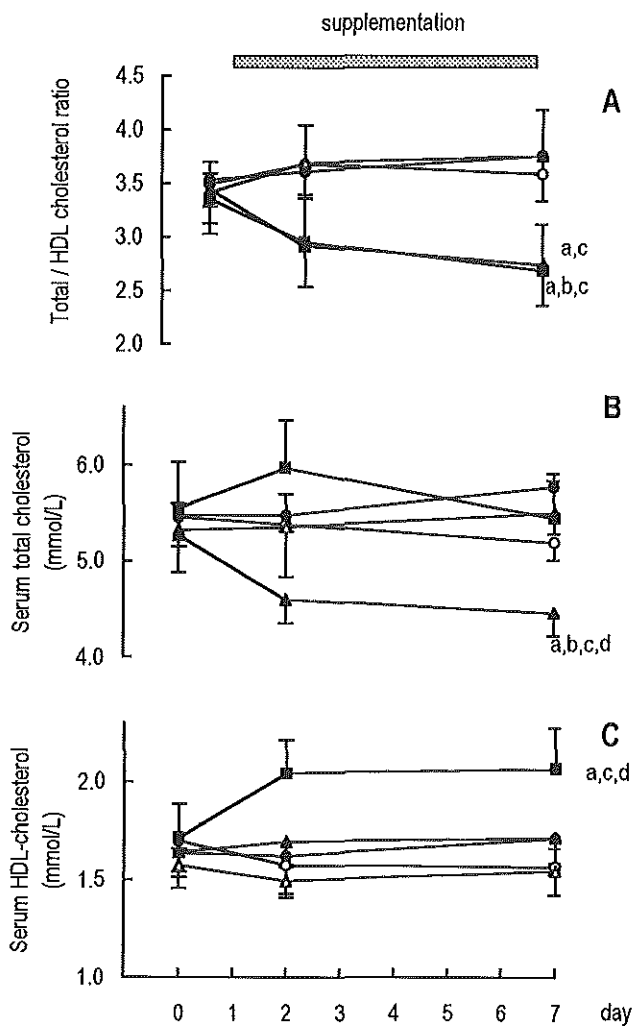 supplementation
A
Total / HDL cholesterol ratio
4.5
4.0
3.5
3.0
2.5
2.0
a,c
a,b,c
B
Serum total cholesterol
(mmol/L)
6.0
5.0
4.0
a,b,c,d
C
Serum HDL-cholesterol
(mmol/L)
2.0
1.5
1.0
a,c,d
0 1 2 3 4 5 6 7 day